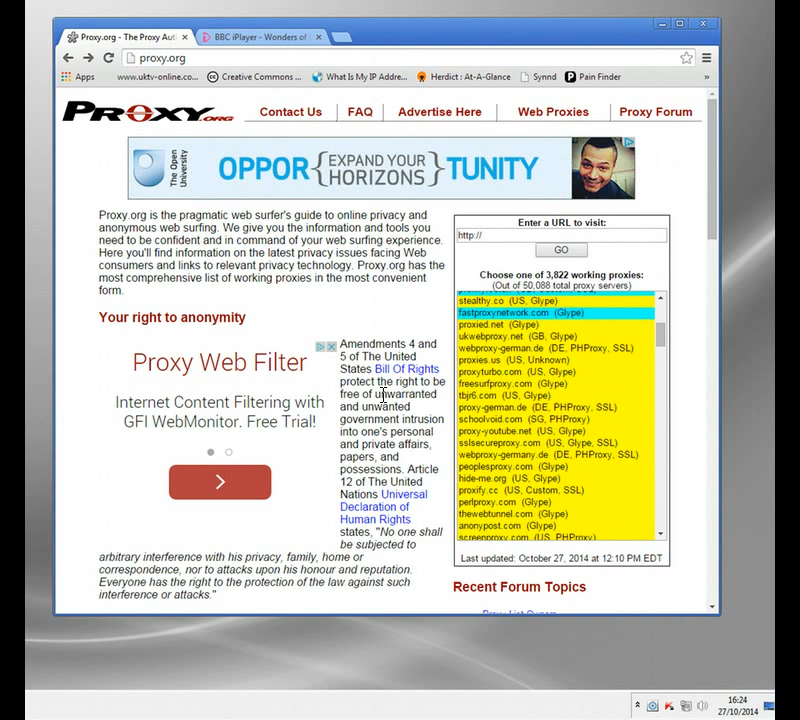 Proxy.org - The Proxy Aut
BBC iPlayer - Wonders of
proxy.org
Apps
www.uktv-online.co...
Creative Commons ...
What Is My IP Addre...
Herdict : At-A-Glance
Synnd
Pain Finder
»
PROXY.ORG
Contact Us
FAQ
Advertise Here
Web Proxies
Proxy Forum
The Open University
OPPOR{EXPAND YOUR HORIZONS}TUNITY
Proxy.org is the pragmatic web surfer's guide to online privacy and
anonymous web surfing. We give you the information and tools you
need to be confident and in command of your web surfing experience.
Here you'll find information on the latest privacy issues facing Web
consumers and links to relevant privacy technology. Proxy.org has the
most comprehensive list of working proxies in the most convenient
form.
Your right to anonymity
Proxy Web Filter
Internet Content Filtering with
GFI WebMonitor. Free Trial!
Amendments 4 and
5 of The United
States Bill Of Rights
protect the right to be
free of unwarranted
and unwanted
government intrusion
into one's personal
and private affairs,
papers, and
possessions. Article
12 of The United
Nations Universal
Declaration of
Human Rights
states, "No one shall
be subjected to
arbitrary interference with his privacy, family, home or
correspondence, nor to attacks upon his honour and reputation.
Everyone has the right to the protection of the law against such
interference or attacks."
Enter a URL to visit:
http://
GO
Choose one of 3,822 working proxies:
(Out of 50,088 total proxy servers)
stealthy.co (US, Glype)
fastproxynetwork.com (Glype)
proxied.net (Glype)
ukwebproxy.net (GB, Glype)
webproxy-german.de (DE, PHProxy, SSL)
proxies.us (US, Unknown)
proxyturbo.com (US, Glype)
freesurfproxy.com (Glype)
tbjr6.com (US, Glype)
proxy-german.de (DE, PHProxy, SSL)
schoolvoid.com (SG, PHProxy)
proxy-youtube.net (US, Glype)
sslsecureproxy.com (US, Glype, SSL)
webproxy-germany.de (DE, PHProxy, SSL)
peoplesproxy.com (Glype)
hide-me.org (US, Glype)
proxify.cc (US, Custom, SSL)
perlproxy.com (Glype)
thewebtunnel.com (US, Glype)
anonypost.com (US, Glype)
screenproxy.com (US, PHProxy)
Last updated: October 27, 2014 at 12:10 PM EDT
Recent Forum Topics
16:24
27/10/2014